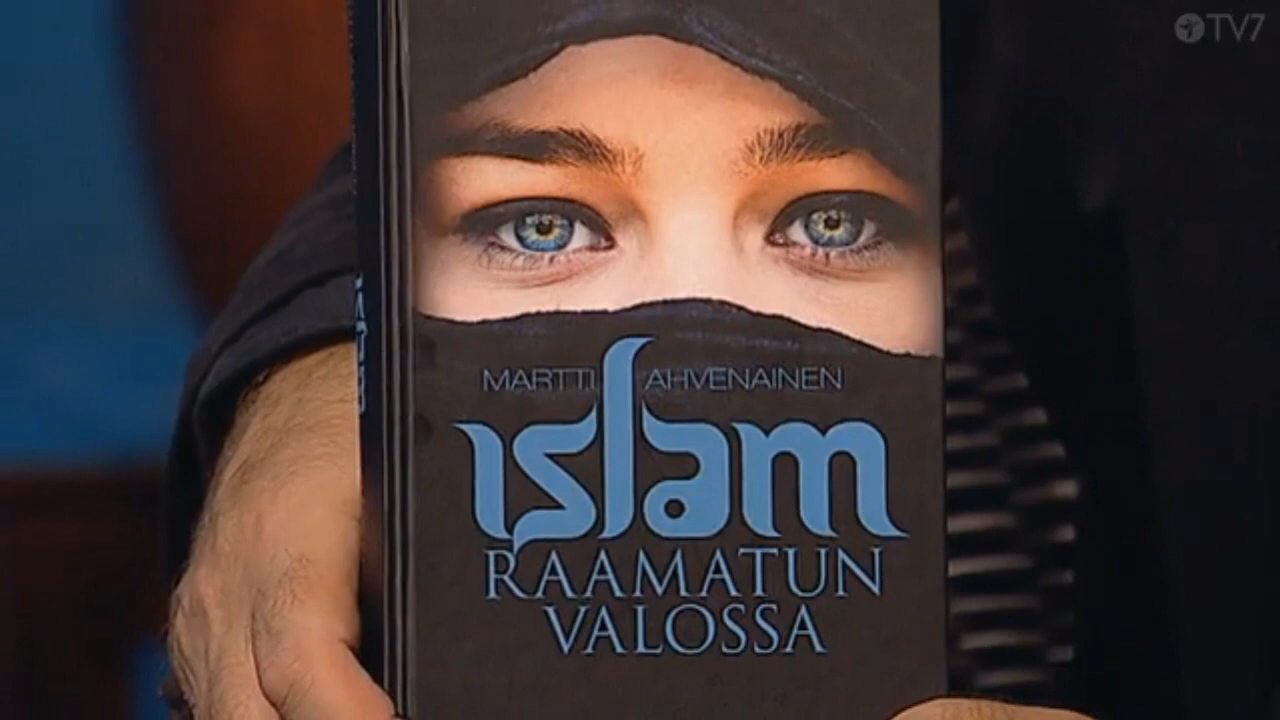 TV7
MARTTI AHVENAINEN
islam
RAAMATUN
VALOSSA